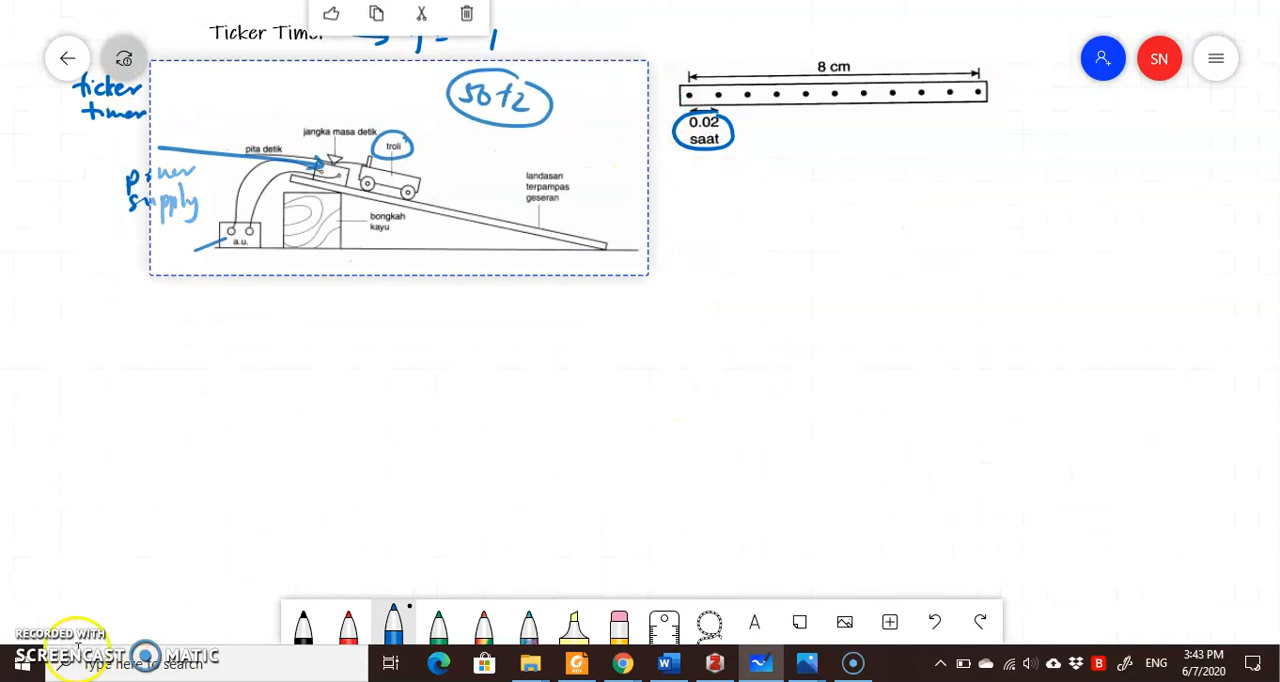 Ticker Timer
SN
ticker
timer
50Hz
8 cm
0.02
saat
jangka masa detik
pita detik
troli
power
supply
landasan
terpampas
geseran
bongkah
kayu
a.u.
A
RECORDED WITH
SCREENCAST MATIC
Type here to search
ENG
3:43 PM
6/7/2020